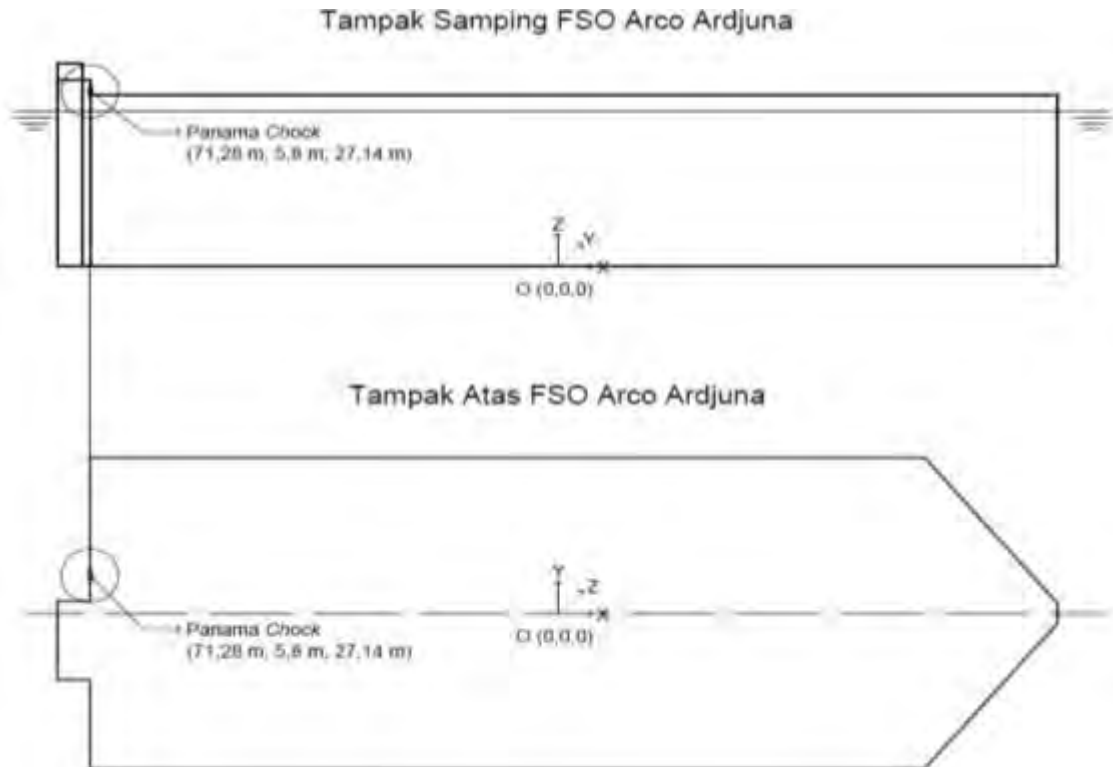 Tampak Samping FSO Arco Ardjuna
Panama Chock
(71,28 m, 5,8 m, 27,14 m)
Z
Y
X
O (0,0,0)
Tampak Atas FSO Arco Ardjuna
Y
Z
X
O (0,0,0)
Panama Chock
(71,28 m, 5,8 m, 27,14 m)